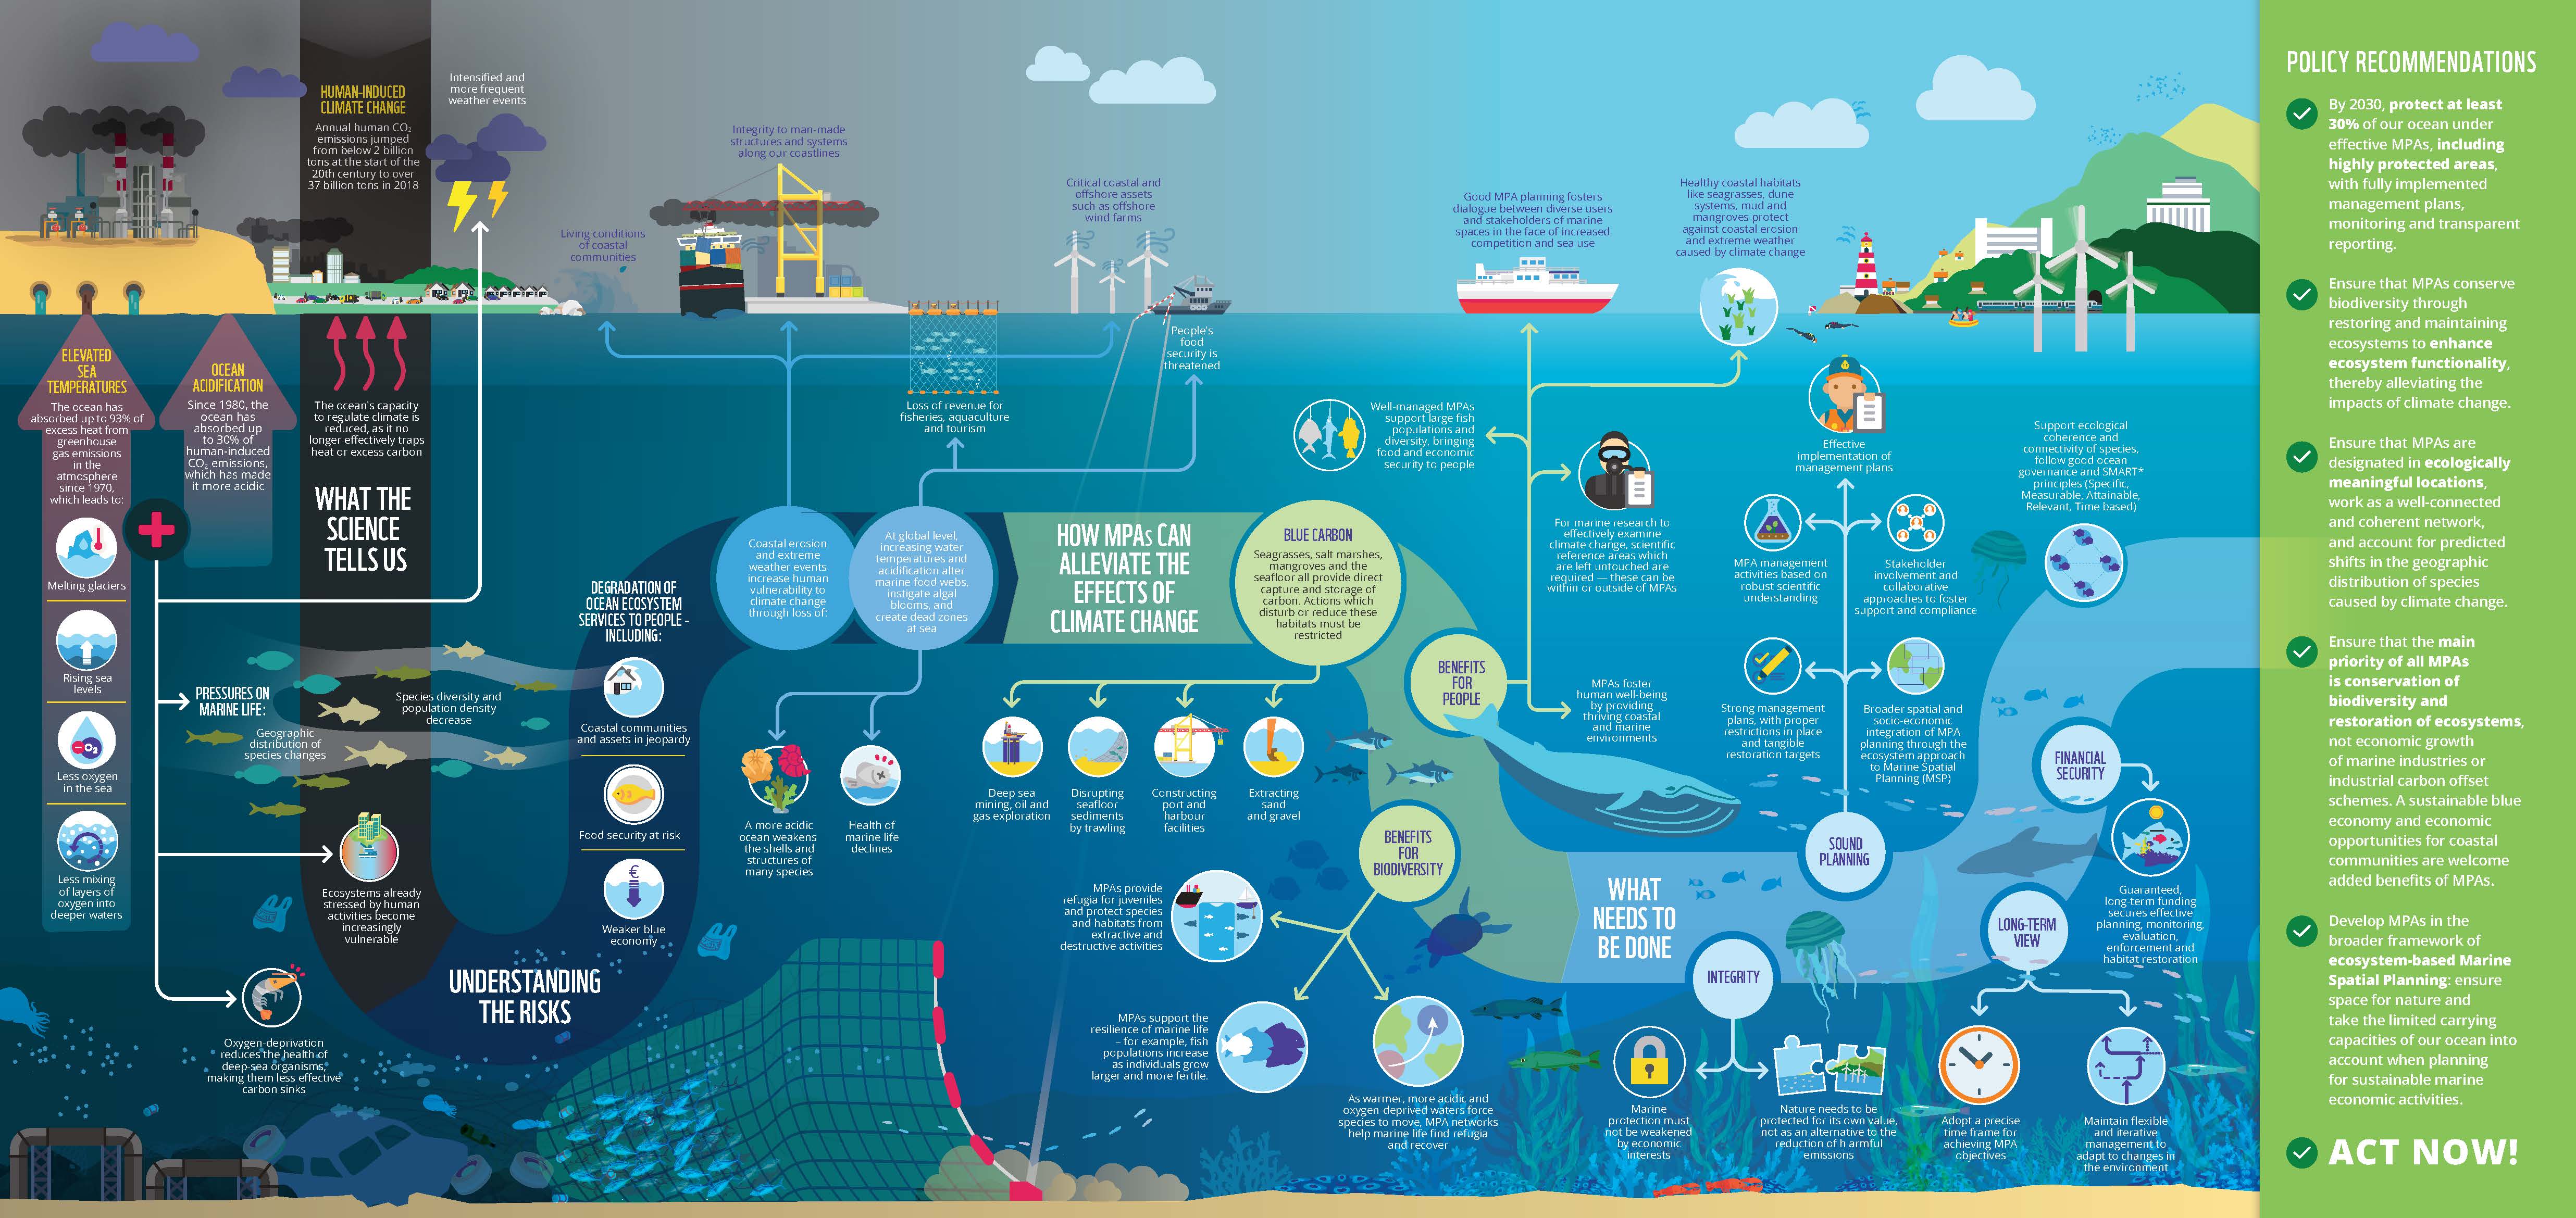 HUMAN-INDUCED
CLIMATE CHANGE
Annual human CO₂
emissions jumped
from below 2 billion
tons at the start of the
20th century to over
37 billion tons in 2018
Intensified and
more frequent
weather events
ELEVATED
SEA
TEMPERATURES
The ocean has
absorbed up to 93% of
excess heat from
greenhouse
gas emissions
in the
atmosphere
since 1970,
which leads to:
Melting glaciers
Rising sea
levels
O₂
Less oxygen
in the sea
Less mixing
of layers of
oxygen into
deeper waters
OCEAN
ACIDIFICATION
Since 1980, the
ocean has
absorbed up
to 30% of
human-induced
CO₂ emissions,
which has made
it more acidic
The ocean's capacity
to regulate climate is
reduced, as it no
longer effectively traps
heat or excess carbon
WHAT THE
SCIENCE
TELLS US
PRESSURES ON
MARINE LIFE:
Species diversity and
population density
decrease
Geographic
distribution of
species changes
Ecosystems already
stressed by human
activities become
increasingly
vulnerable
Oxygen-deprivation
reduces the health of
deep-sea organisms,
making them less effective
carbon sinks
UNDERSTANDING
THE RISKS
DEGRADATION OF
OCEAN ECOSYSTEM
SERVICES TO PEOPLE –
INCLUDING:
Coastal communities
and assets in jeopardy
Food security at risk
€
Weaker blue
economy
Coastal erosion
and extreme
weather events
increase human
vulnerability to
climate change
through loss of:
Living conditions
of coastal
communities
Integrity to man-made
structures and systems
along our coastlines
Critical coastal and
offshore assets
such as offshore
wind farms
At global level,
increasing water
temperatures and
acidification alter
marine food webs,
instigate algal
blooms, and
create dead zones
at sea
Loss of revenue for
fisheries, aquaculture
and tourism
People's
food
security is
threatened
A more acidic
ocean weakens
the shells and
structures of
many species
Health of
marine life
declines
HOW MPAs CAN
ALLEVIATE THE
EFFECTS OF
CLIMATE CHANGE
BLUE CARBON
Seagrasses, salt marshes,
mangroves and the
seafloor all provide direct
capture and storage of
carbon. Actions which
disturb or reduce these
habitats must be
restricted
Deep sea
mining, oil and
gas exploration
Disrupting
seafloor
sediments
by trawling
Constructing
port and
harbour
facilities
Extracting
sand
and gravel
BENEFITS
FOR
PEOPLE
Good MPA planning fosters
dialogue between diverse users
and stakeholders of marine
spaces in the face of increased
competition and sea use
Healthy coastal habitats
like seagrasses, dune
systems, mud and
mangroves protect
against coastal erosion
and extreme weather
caused by climate change
Well-managed MPAs
support large fish
populations and
diversity, bringing
food and economic
security to people
For marine research to
effectively examine
climate change, scientific
reference areas which
are left untouched are
required — these can be
within or outside of MPAs
MPAs foster
human well-being
by providing
thriving coastal
and marine
environments
BENEFITS
FOR
BIODIVERSITY
MPAs provide
refugia for juveniles
and protect species
and habitats from
extractive and
destructive activities
MPAs support the
resilience of marine life
– for example, fish
populations increase
as individuals grow
larger and more fertile.
As warmer, more acidic and
oxygen-deprived waters force
species to move, MPA networks
help marine life find refugia
and recover
WHAT
NEEDS TO
BE DONE
INTEGRITY
Marine
protection must
not be weakened
by economic
interests
Nature needs to be
protected for its own value,
not as an alternative to the
reduction of harmful
emissions
SOUND
PLANNING
Effective
implementation of
management plans
MPA management
activities based on
robust scientific
understanding
Stakeholder
involvement and
collaborative
approaches to foster
support and compliance
Strong management
plans, with proper
restrictions in place
and tangible
restoration targets
Broader spatial and
socio-economic
integration of MPA
planning through the
ecosystem approach
to Marine Spatial
Planning (MSP)
LONG-TERM
VIEW
Adopt a precise
time frame for
achieving MPA
objectives
Maintain flexible
and iterative
management to
adapt to changes in
the environment
FINANCIAL
SECURITY
Guaranteed,
long-term funding
secures effective
planning, monitoring,
evaluation,
enforcement and
habitat restoration
Support ecological
coherence and
connectivity of species,
follow good ocean
governance and SMART*
principles (Specific,
Measurable, Attainable,
Relevant, Time based)
POLICY RECOMMENDATIONS
By 2030, protect at least
30% of our ocean under
effective MPAs, including
highly protected areas,
with fully implemented
management plans,
monitoring and transparent
reporting.
Ensure that MPAs conserve
biodiversity through
restoring and maintaining
ecosystems to enhance
ecosystem functionality,
thereby alleviating the
impacts of climate change.
Ensure that MPAs are
designated in ecologically
meaningful locations,
work as a well-connected
and coherent network,
and account for predicted
shifts in the geographic
distribution of species
caused by climate change.
Ensure that the main
priority of all MPAs
is conservation of
biodiversity and
restoration of ecosystems,
not economic growth
of marine industries or
industrial carbon offset
schemes. A sustainable blue
economy and economic
opportunities for coastal
communities are welcome
added benefits of MPAs.
Develop MPAs in the
broader framework of
ecosystem-based Marine
Spatial Planning: ensure
space for nature and
take the limited carrying
capacities of our ocean into
account when planning
for sustainable marine
economic activities.
ACT NOW!